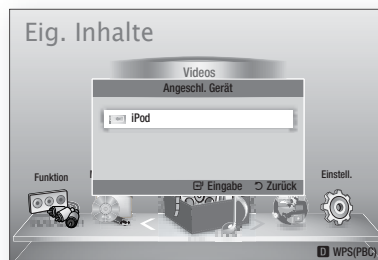 Eig. Inhalte
Videos
Angeschl. Gerät
iPod
Eingabe Zurück
Funktion
Einstell.
D WPS(PBC)